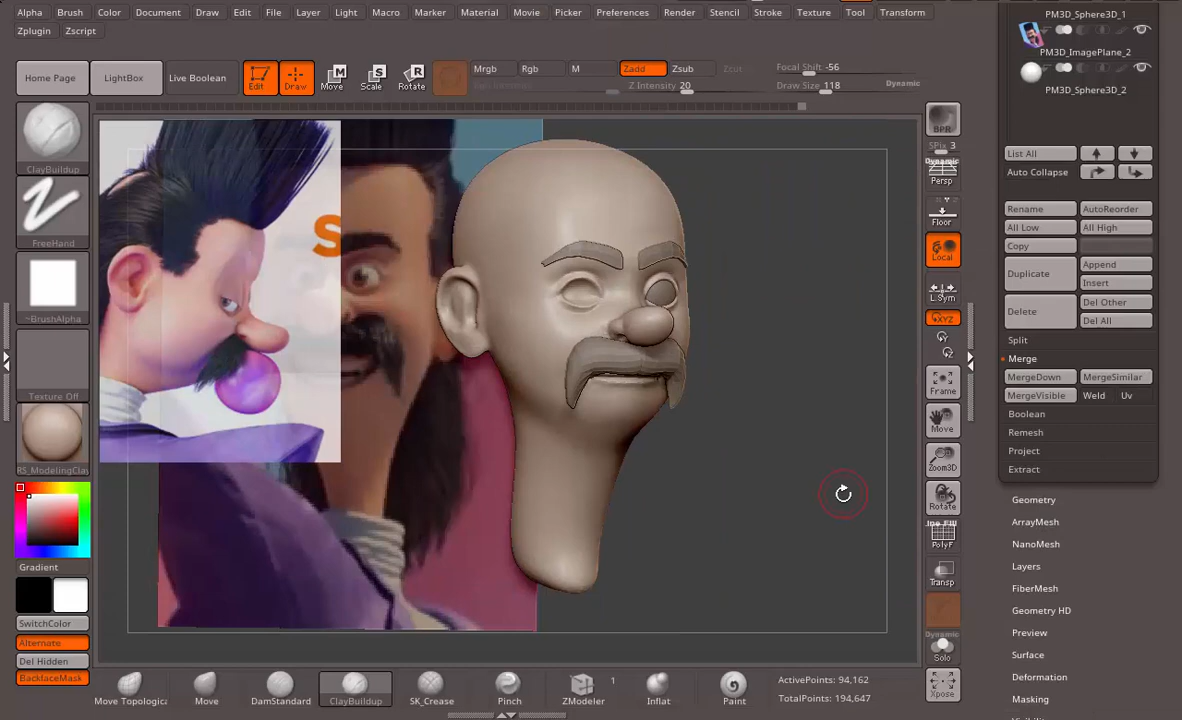 Alpha Brush Color Document Draw Edit File Layer Light Macro Marker Material Movie Picker Preferences Render Stencil Stroke Texture Tool Transform
Zplugin Zscript
Home Page LightBox Live Boolean Edit Draw Move Scale Rotate
Mrgb Rgb M Zadd Zsub Zcut
Z Intensity 20
Focal Shift -56
Draw Size 118 Dynamic
ClayBuildup
FreeHand
~BrushAlpha
Texture Off
RS_ModelingClay
Gradient
SwitchColor
Alternate
Del Hidden
BackfaceMask
BPR
SPix 3
Dynamic
Persp
Floor
Local
L.Sym
XYZ
Frame
Move
Zoom3D
Rotate
Line Fill
PolyF
Transp
Dynamic
Solo
Xpose
PM3D_Sphere3D_1
PM3D_ImagePlane_2
PM3D_Sphere3D_2
List All
Auto Collapse
Rename AutoReorder
All Low All High
Copy
Duplicate Append
Insert
Delete Del Other
Del All
Split
Merge
MergeDown MergeSimilar
MergeVisible Weld Uv
Boolean
Remesh
Project
Extract
Geometry
ArrayMesh
NanoMesh
Layers
FiberMesh
Geometry HD
Preview
Surface
Deformation
Masking
Move Topologic Move DamStandard ClayBuildup SK_Crease Pinch ZModeler 1 Inflat Paint
ActivePoints: 94,162
TotalPoints: 194,647